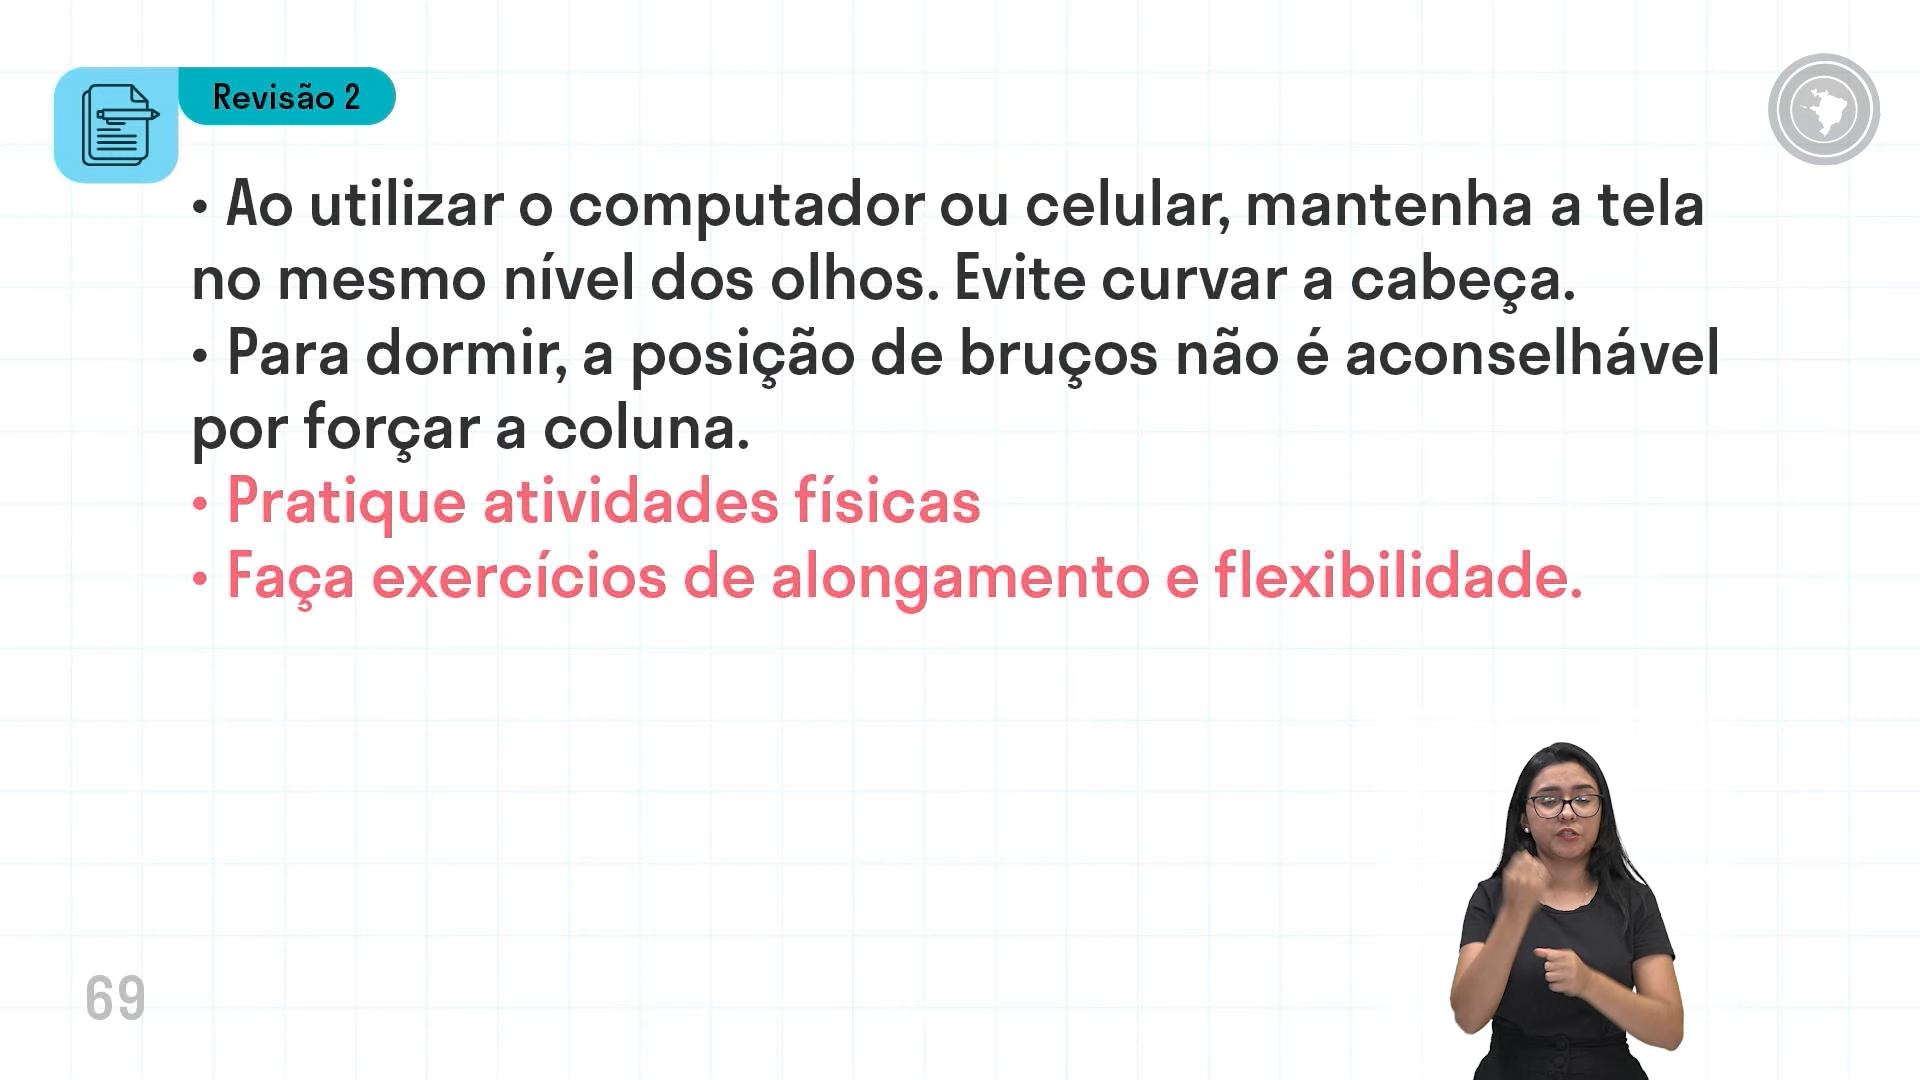 Revisão 2
• Ao utilizar o computador ou celular, mantenha a tela
no mesmo nível dos olhos. Evite curvar a cabeça.
• Para dormir, a posição de bruços não é aconselhável
por forçar a coluna.
• Pratique atividades físicas
• Faça exercícios de alongamento e flexibilidade.
69